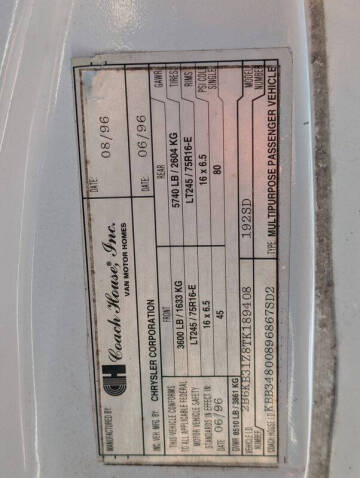 MANUFACTURED BY: Coach House, Inc. DATE: 08/96
VAN MOTOR HOMES
INC. VEH. MFG. BY: CHRYSLER CORPORATION DATE: 06/96
THIS VEHICLE CONFORMS FRONT REAR GAWR
TO ALL APPLICABLE FEDERAL 3600 LB / 1633 KG 5740 LB / 2604 KG TIRES
MOTOR VEHICLE SAFETY LT245 / 75R16-E LT245 / 75R16-E RIMS
STANDARDS IN EFFECT IN: 16 x 6.5 16 x 6.5 PSI COLD
06/96 45 80 SINGLE
GVWR 8510 LB / 3861 KG
VEHICLE ID NUMBER 2B6KB31Z8TK189408 192SD MODEL NUMBER
COACH HOUSE I.D. KBB34800896867SD2 TYPE: MULTIPURPOSE PASSENGER VEHICLE